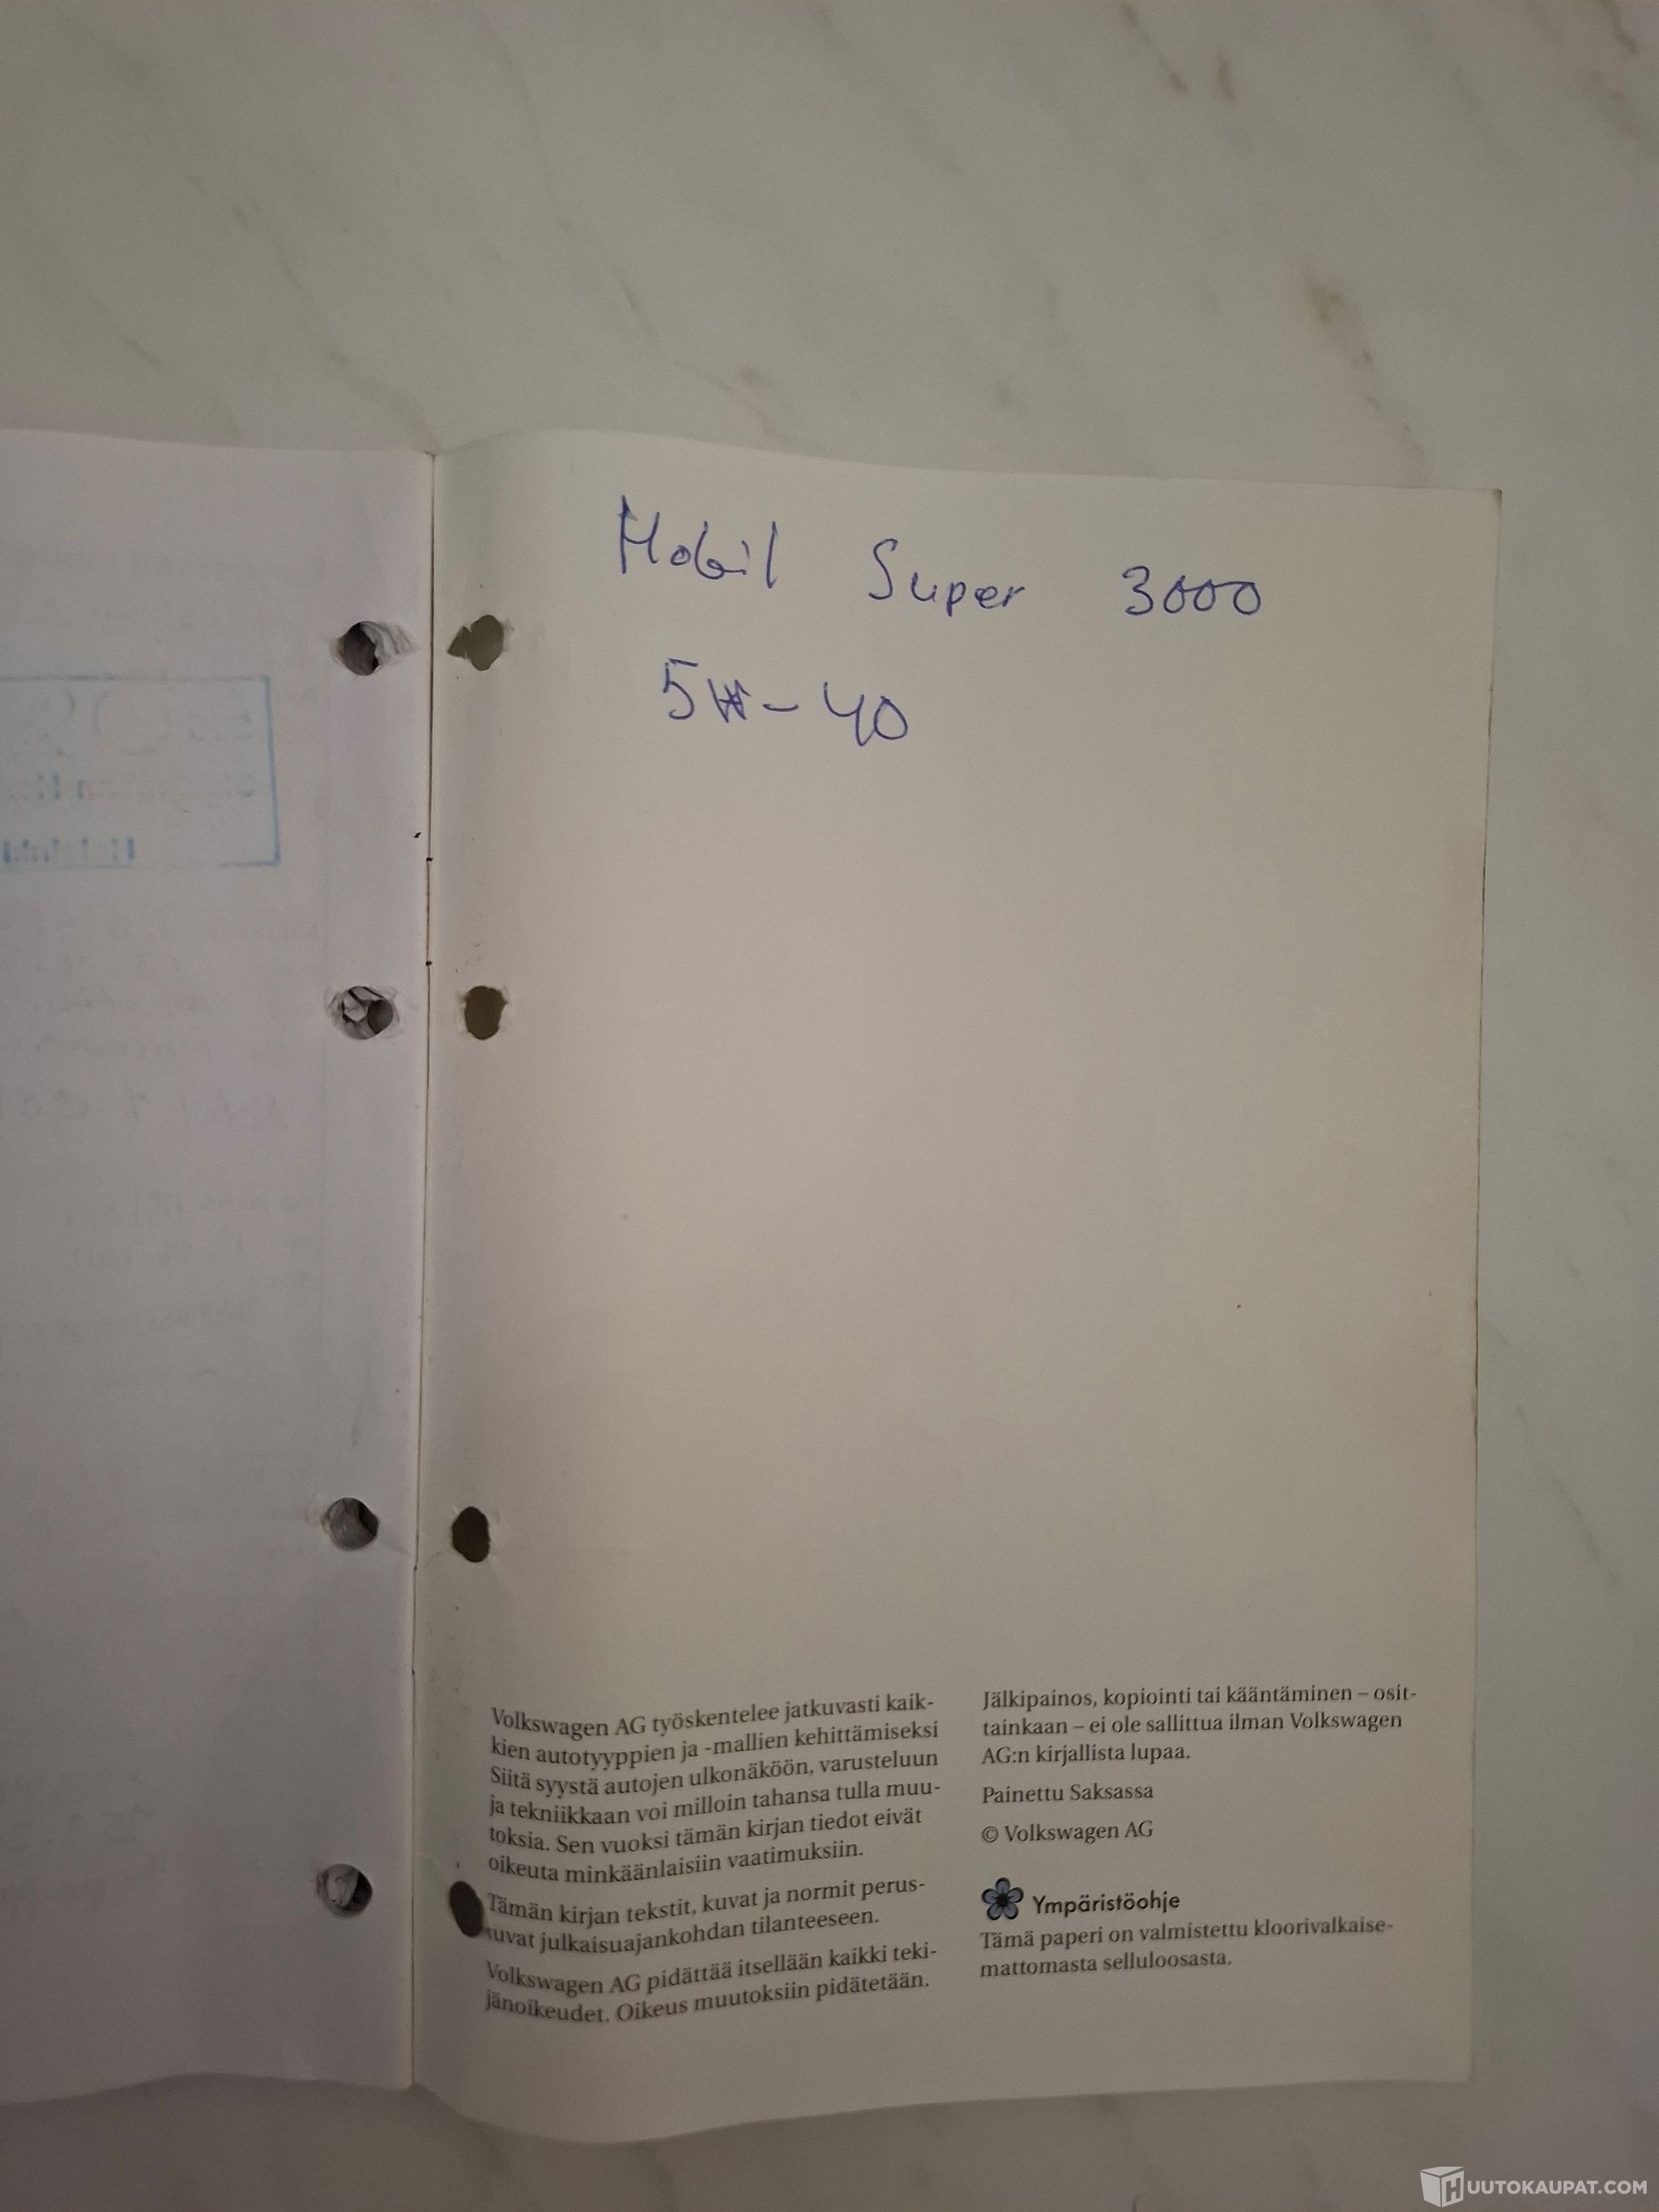 Mobil Super 3000
5W-40
Volkswagen AG työskentelee jatkuvasti kaik-
kien autotyyppien ja -mallien kehittämiseksi
Siitä syystä autojen ulkonäköön, varusteluun
ja tekniikkaan voi milloin tahansa tulla muu-
toksia. Sen vuoksi tämän kirjan tiedot eivät
oikeuta minkäänlaisiin vaatimuksiin.
Tämän kirjan tekstit, kuvat ja normit perus-
tuvat julkaisuajankohdan tilanteeseen.
Volkswagen AG pidättää itsellään kaikki teki-
jänoikeudet. Oikeus muutoksiin pidätetään.
Jälkipainos, kopiointi tai kääntäminen – osit-
tainkaan – ei ole sallittua ilman Volkswagen
AG:n kirjallista lupaa.
Painettu Saksassa
© Volkswagen AG
Ympäristöohje
Tämä paperi on valmistettu kloorivalkaise-
mattomasta selluloosasta.
HUUTOKAUPAT.COM